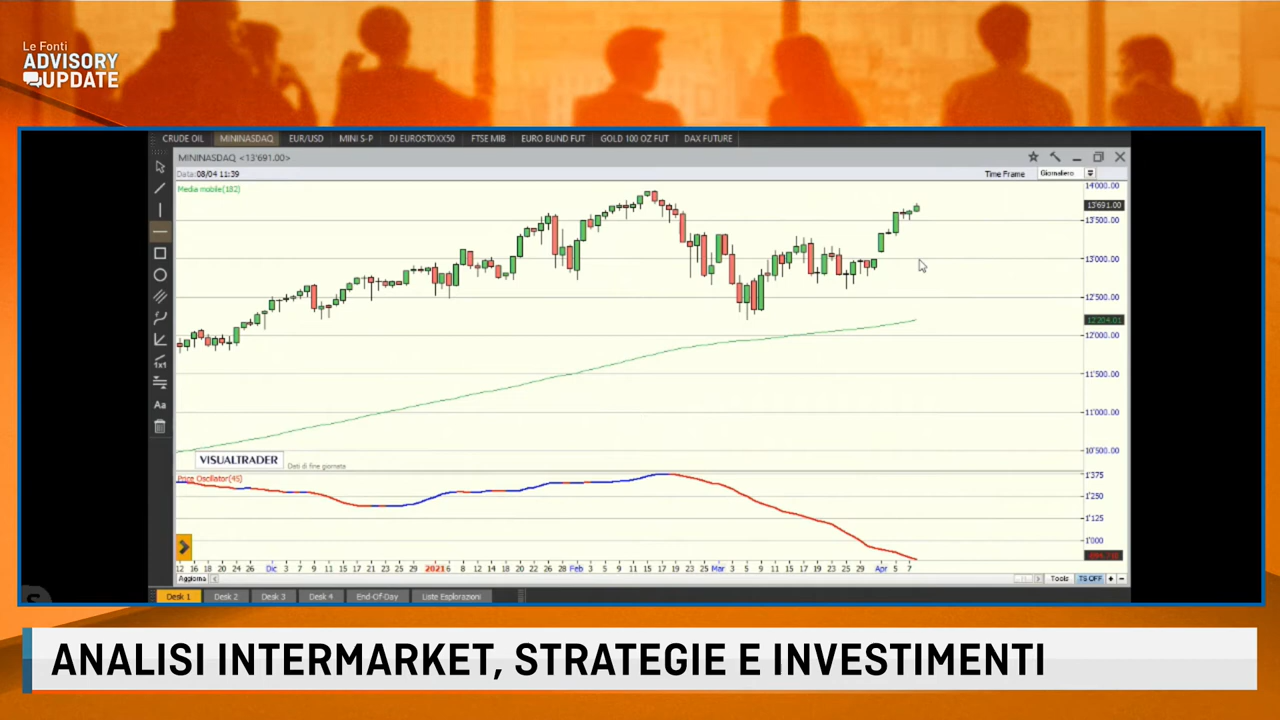 Le Fonti
ADVISORY
UPDATE
CRUDE OIL MININASDAQ EUR/USD MINI S-P DJ EUROSTOXX50 FTSE MIB EURO BUND FUT GOLD 100 OZ FUT DAX FUTURE
MININASDAQ <13'691.00>
Data: 08/04 11:39 Time Frame Giornaliero
Media mobile(182)
14'000.00
13'691.00
13'500.00
13'000.00
12'500.00
12'204.01
12'000.00
11'500.00
11'000.00
10'500.00
1x1
Aa
VISUALTRADER
Dati di fine giornata
Price Oscillator(45)
1'375
1'250
1'125
1'000
12 16 18 20 24 26 Dic 3 7 9 11 15 17 21 23 25 29 2021 6 8 12 14 18 20 22 26 28 Feb 3 5 9 11 15 17 19 23 25 Mar 3 5 9 11 15 17 19 23 25 29 Apr 5 7
Aggiorna Tools TS OFF + -
Desk 1 Desk 2 Desk 3 Desk 4 End-Of-Day Liste Esplorazioni
ANALISI INTERMARKET, STRATEGIE E INVESTIMENTI